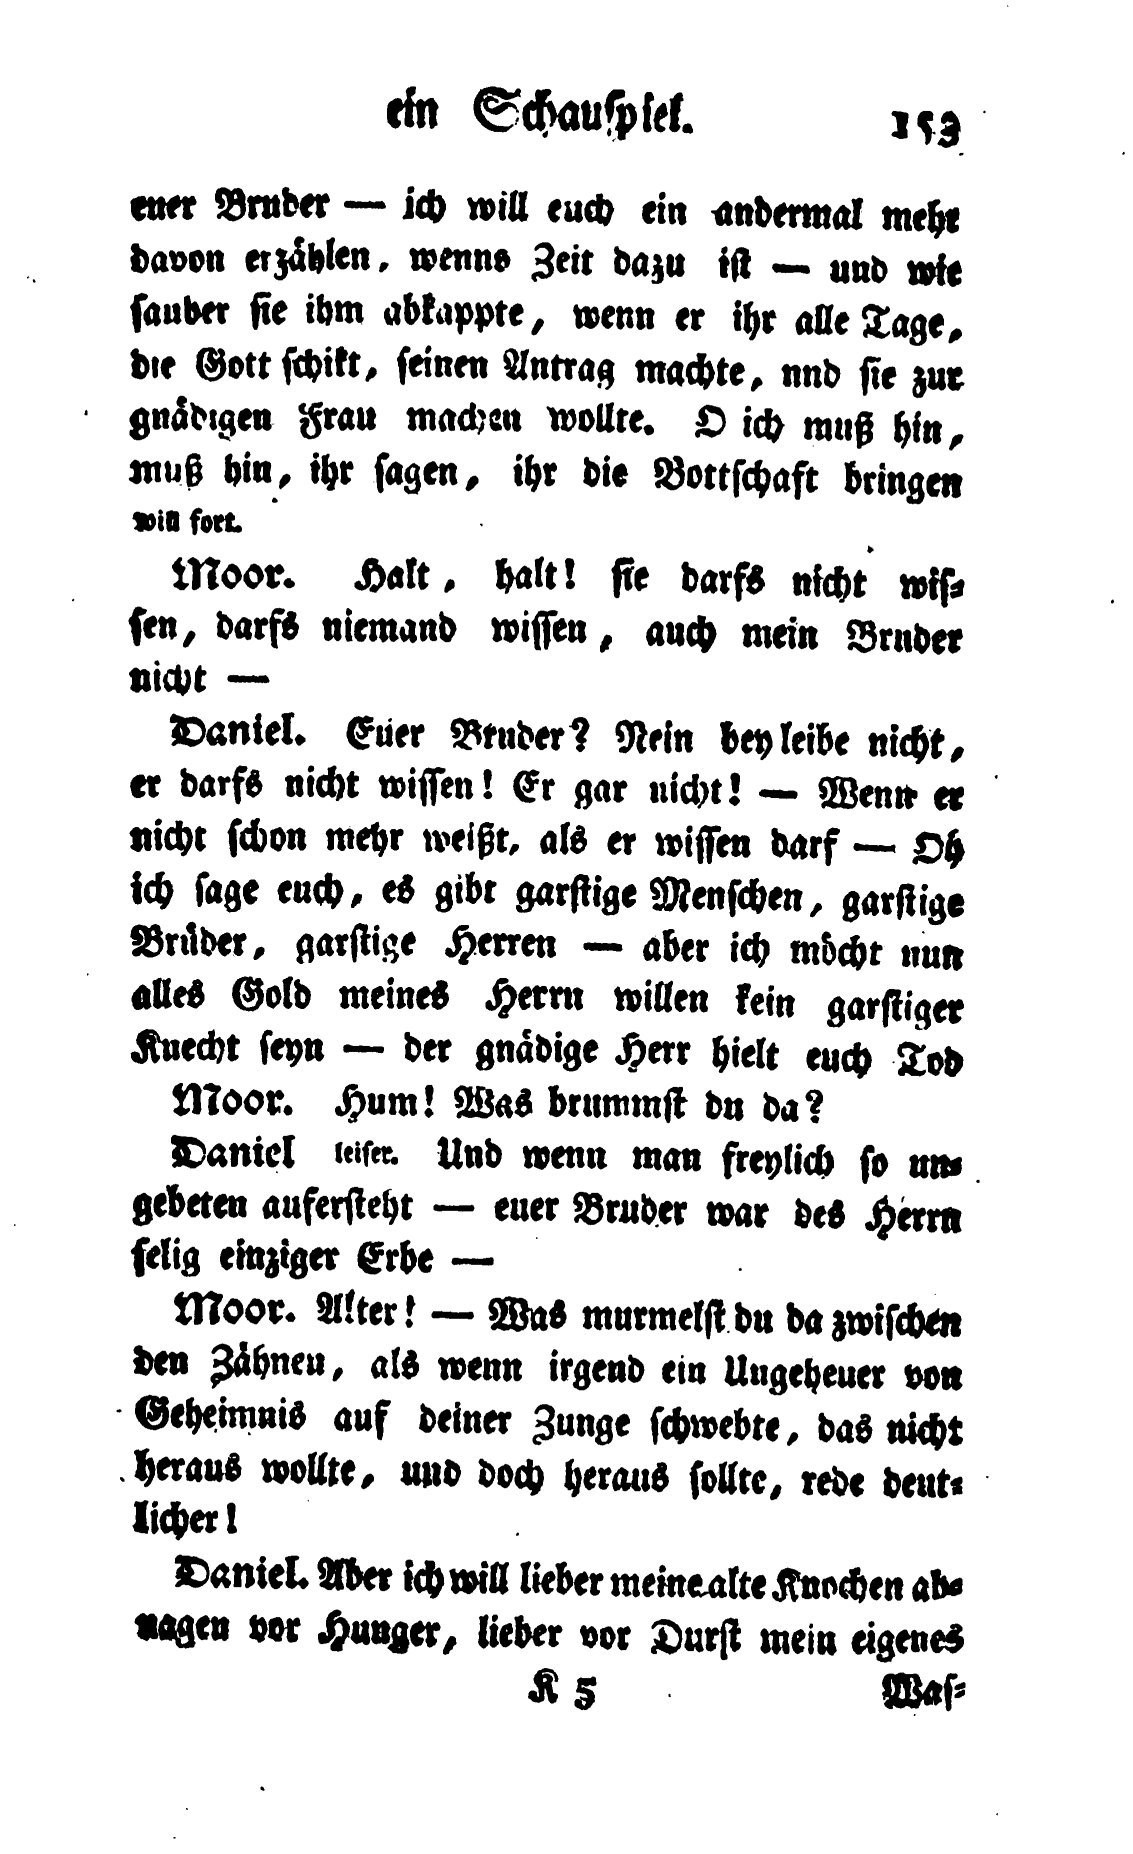 ein Schauſpiel. 153
euer Bruder — ich will euch ein andermal mehr
davon erzählen, wenns Zeit dazu iſt — und wie
ſauber ſie ihm abkappte, wenn er ihr alle Tage,
die Gott ſchikt, ſeinen Antrag machte, nnd ſie zur
gnädigen Frau machen wollte. O ich muß hin,
muß hin, ihr ſagen, ihr die Bottſchaft bringen
will fort.
Moor. Halt, halt! ſie darfs nicht wiſ⸗
ſen, darfs niemand wiſſen, auch mein Bruder
nicht —
Daniel. Euer Bruder? Nein beyleibe nicht,
er darfs nicht wiſſen! Er gar nicht! — Wenn er
nicht ſchon mehr weißt, als er wiſſen darf — Oh
ich ſage euch, es gibt garſtige Menſchen, garſtige
Brüder, garſtige Herren — aber ich möcht nun
alles Gold meines Herrn willen kein garſtiger
Knecht ſeyn — der gnädige Herr hielt euch Tod
Moor. Hum! Was brummſt du da?
Daniel leiſer. Und wenn man freylich ſo un⸗
gebeten auferſteht — euer Bruder war des Herrn
ſelig einziger Erbe —
Moor. Alter! — Was murmelſt du da zwiſchen
den Zähnen, als wenn irgend ein Ungeheuer von
Geheimnis auf deiner Zunge ſchwebte, das nicht
heraus wollte, und doch heraus ſollte, rede deut⸗
licher!
Daniel. Aber ich will lieber meine alte Knochen ab⸗
nagen vor Hunger, lieber vor Durſt mein eigenes
K 5 Waſ⸗